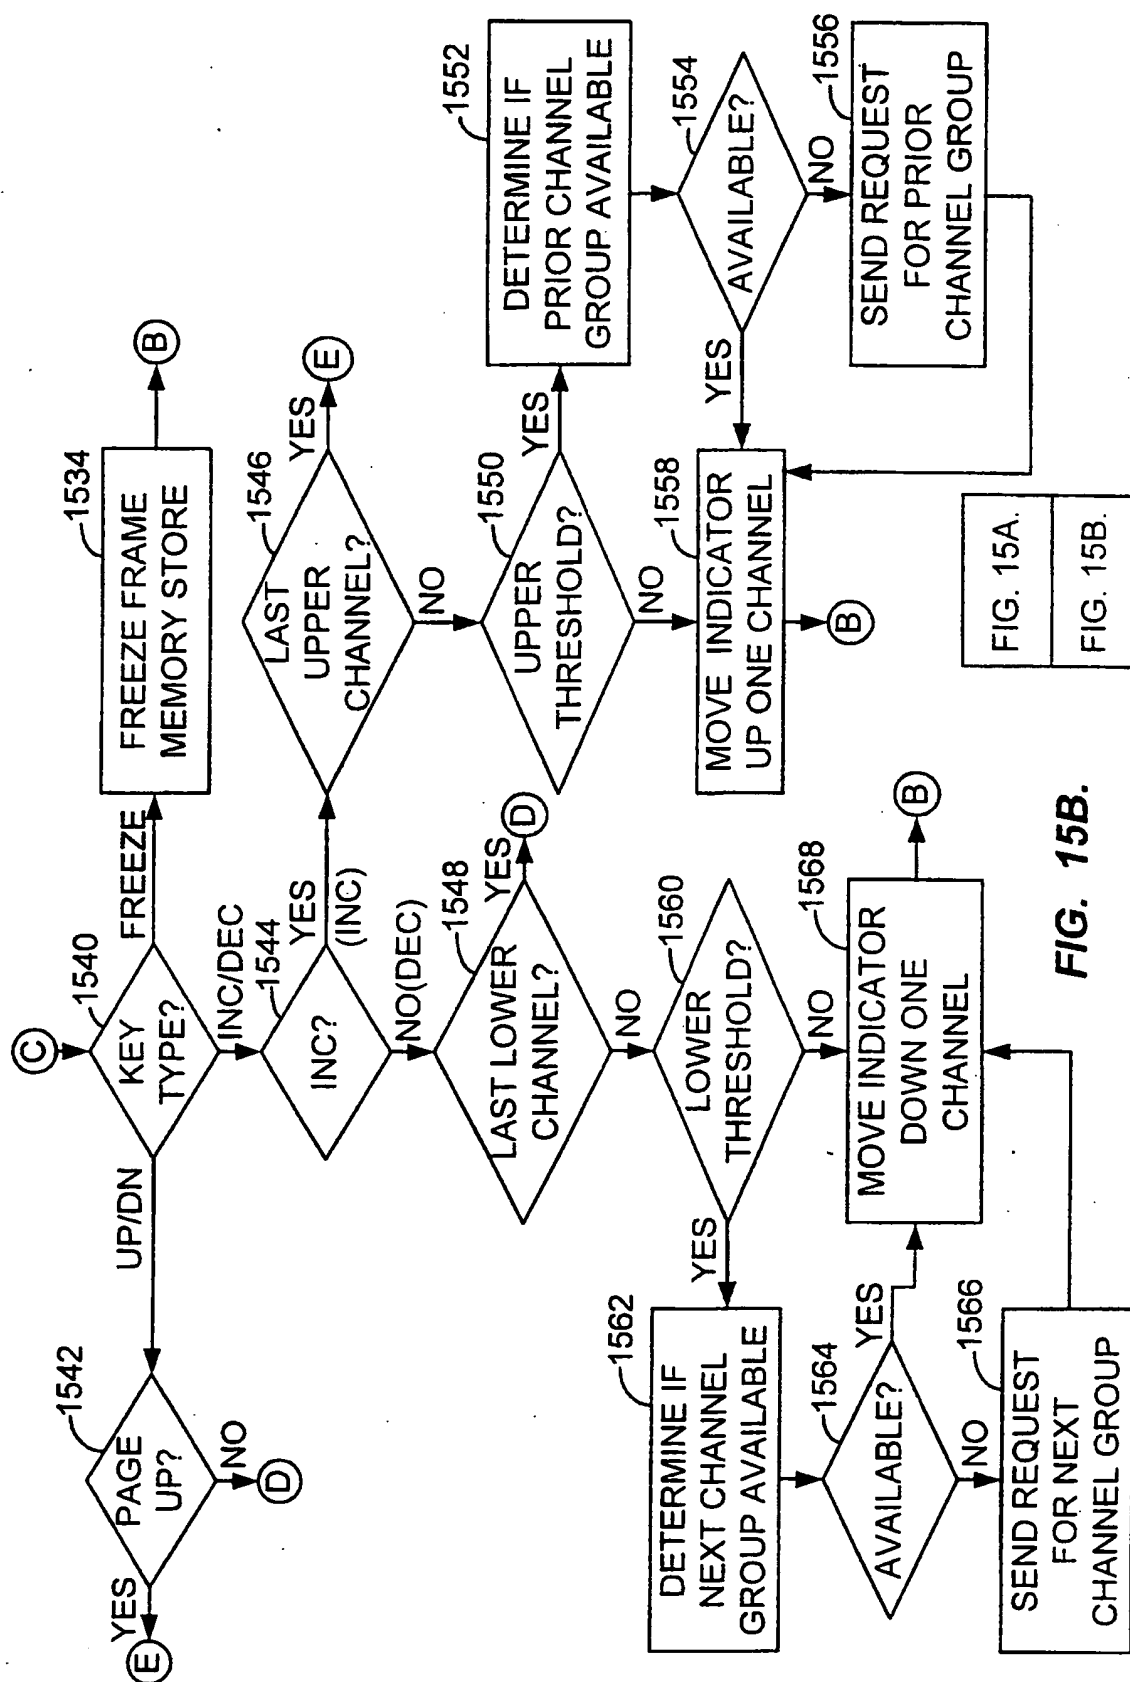 C
1540
KEY
TYPE?
FREEZE
1534
FREEZE FRAME
MEMORY STORE
B
UP/DN
1542
PAGE
UP?
YES
E
NO
D
INC/DEC
1544
INC?
YES
(INC)
1546
LAST
UPPER
CHANNEL?
YES
E
NO
1550
UPPER
THRESHOLD?
YES
1552
DETERMINE IF
PRIOR CHANNEL
GROUP AVAILABLE
1554
AVAILABLE?
YES
NO
1556
SEND REQUEST
FOR PRIOR
CHANNEL GROUP
NO
1558
MOVE INDICATOR
UP ONE CHANNEL
B
NO(DEC)
1548
LAST LOWER
CHANNEL?
YES
D
NO
1560
LOWER
THRESHOLD?
YES
1562
DETERMINE IF
NEXT CHANNEL
GROUP AVAILABLE
1564
AVAILABLE?
YES
NO
1566
SEND REQUEST
FOR NEXT
CHANNEL GROUP
NO
1568
MOVE INDICATOR
DOWN ONE
CHANNEL
B
FIG. 15A.
FIG. 15B.
FIG. 15B.